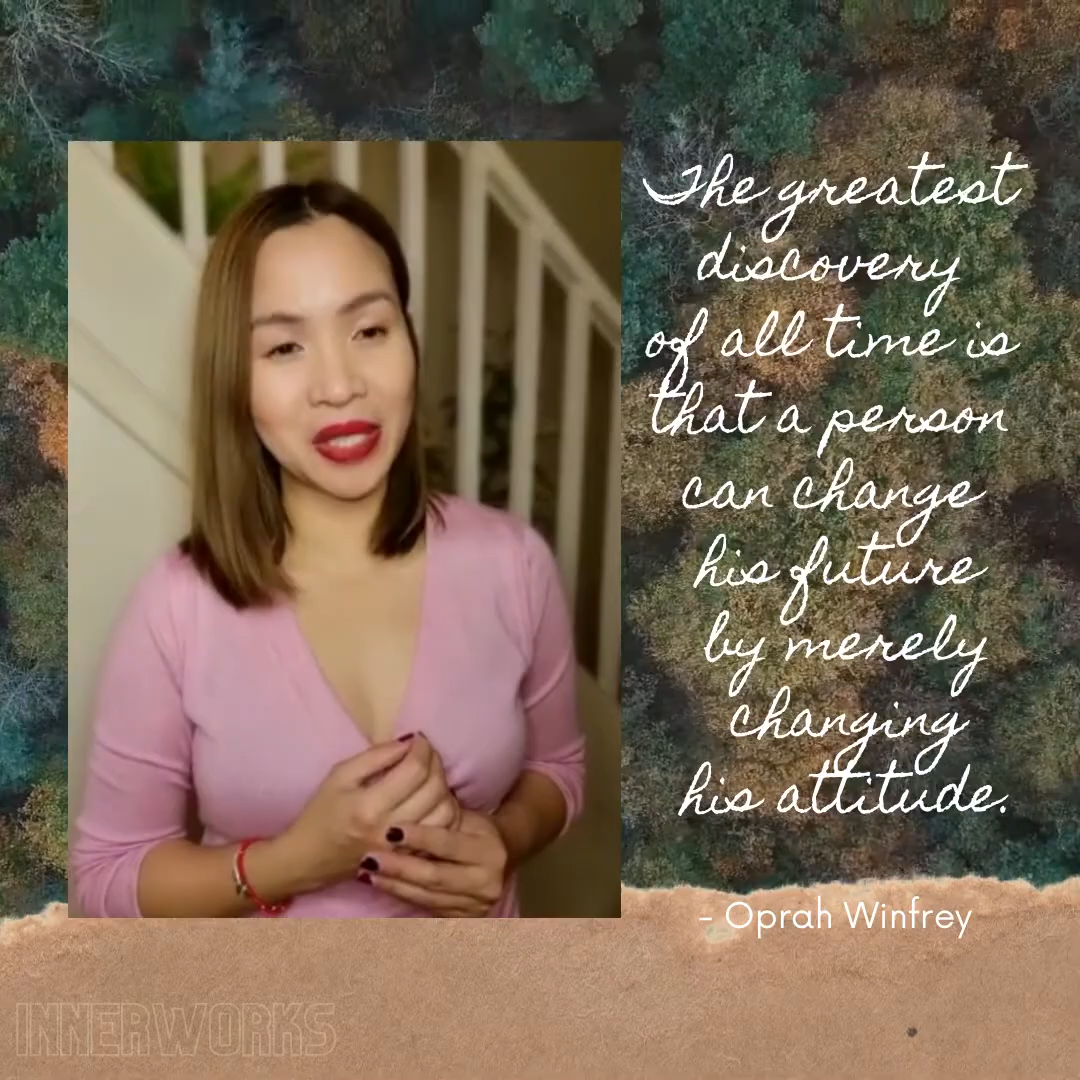 The greatest
discovery
of all time is
that a person
can change
his future
by merely
changing
his attitude.
- Oprah Winfrey
INNERWORKS